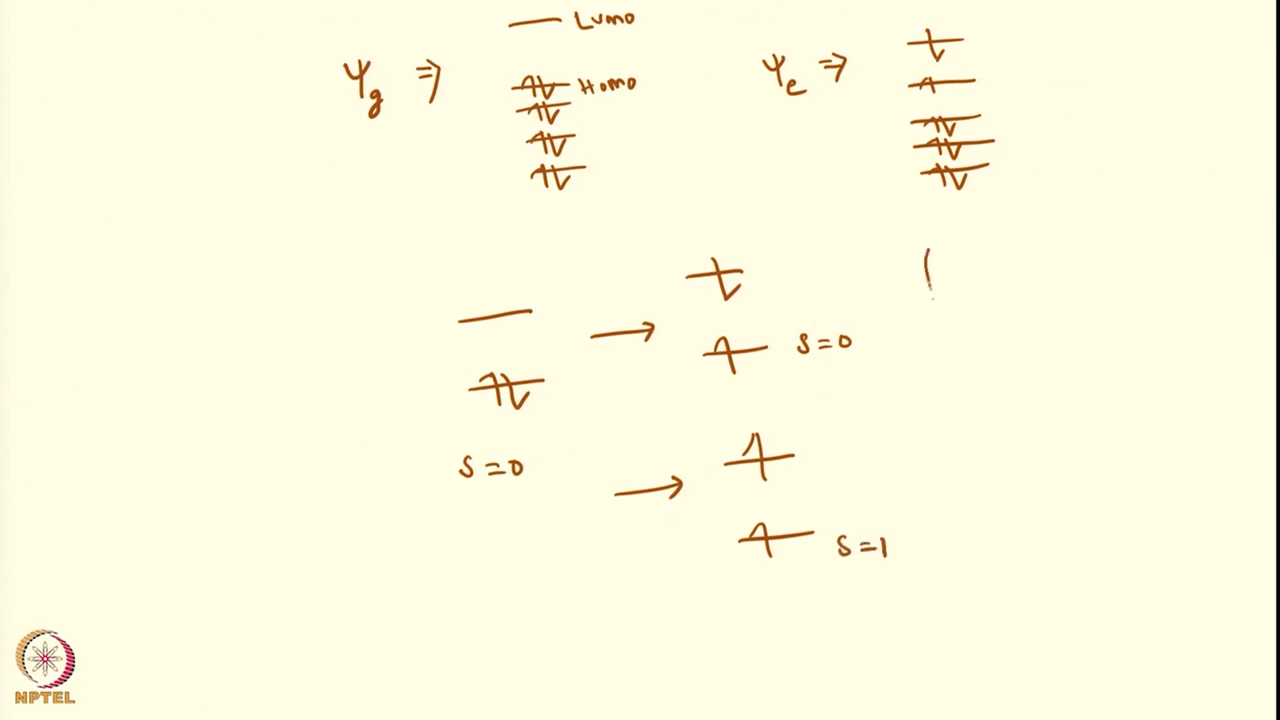 Lumo
Ψg ⇒
Homo
Ψe ⇒
S=0
S=0
S=1
NPTEL